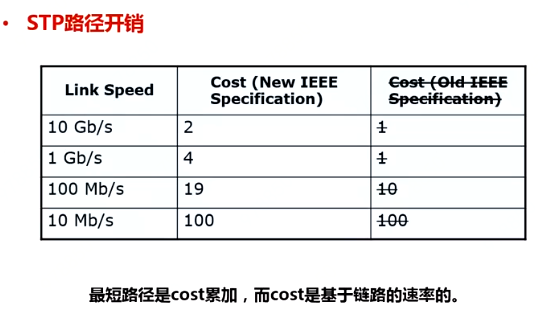 • STP路径开销
Link Speed
Cost (New IEEE
Specification)
Cost (Old IEEE
Specification)
10 Gb/s 2 1
1 Gb/s 4 1
100 Mb/s 19 10
10 Mb/s 100 100
最短路径是cost累加，而cost是基于链路的速率的。